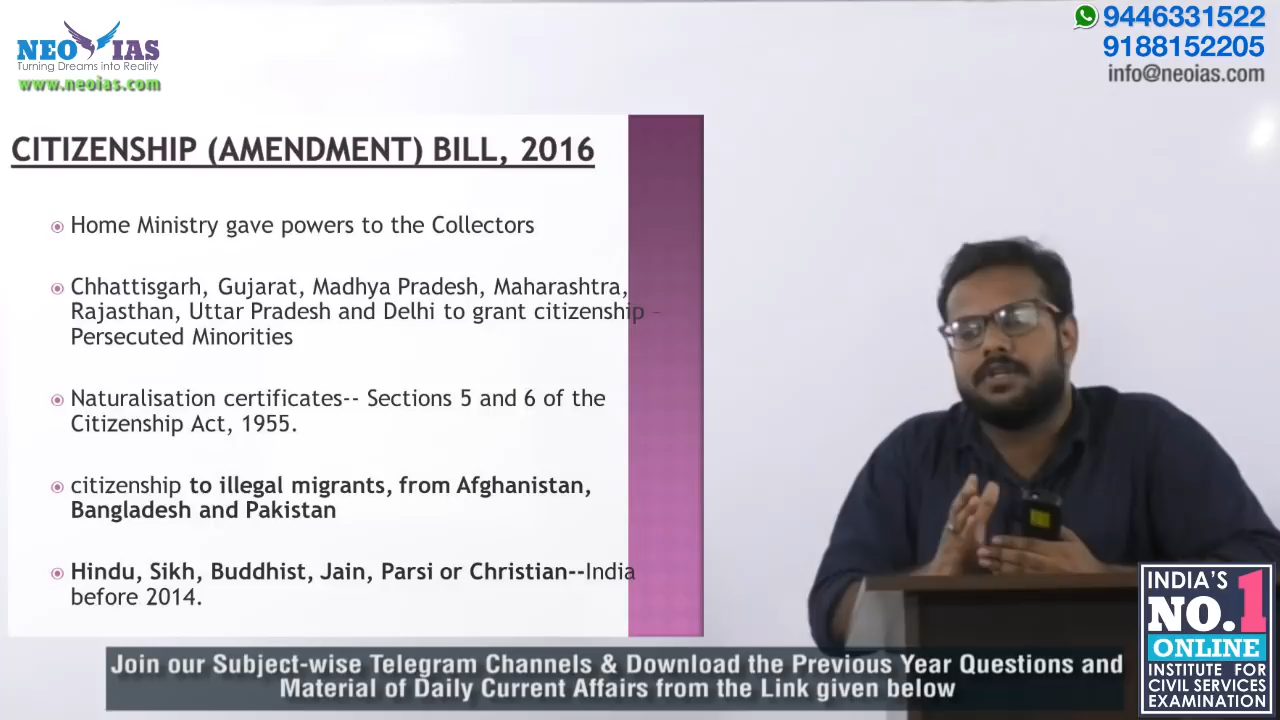 NEO IAS
Turning Dreams into Reality
www.neoias.com
9446331522
9188152205
info@neoias.com
CITIZENSHIP (AMENDMENT) BILL, 2016
Home Ministry gave powers to the Collectors
Chhattisgarh, Gujarat, Madhya Pradesh, Maharashtra,
Rajasthan, Uttar Pradesh and Delhi to grant citizenship –
Persecuted Minorities
Naturalisation certificates-- Sections 5 and 6 of the
Citizenship Act, 1955.
citizenship to illegal migrants, from Afghanistan,
Bangladesh and Pakistan
Hindu, Sikh, Buddhist, Jain, Parsi or Christian--India
before 2014.
INDIA'S
NO.1
ONLINE
INSTITUTE FOR
CIVIL SERVICES
EXAMINATION
Join our Subject-wise Telegram Channels & Download the Previous Year Questions and
Material of Daily Current Affairs from the Link given below